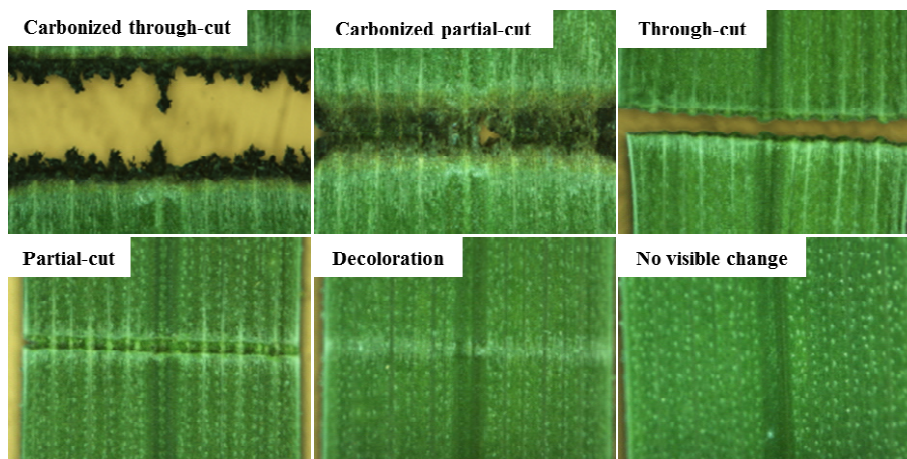 Carbonized through-cut
Carbonized partial-cut
Through-cut
Partial-cut
Decoloration
No visible change